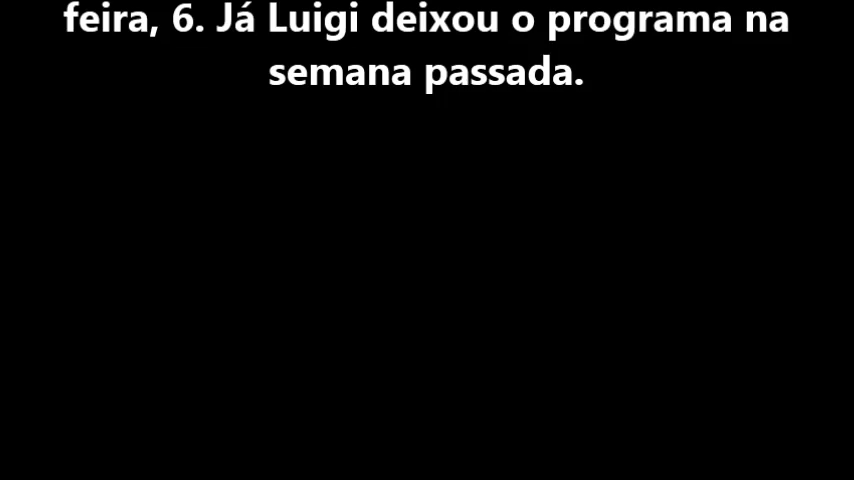 feira, 6. Já Luigi deixou o programa na
semana passada.